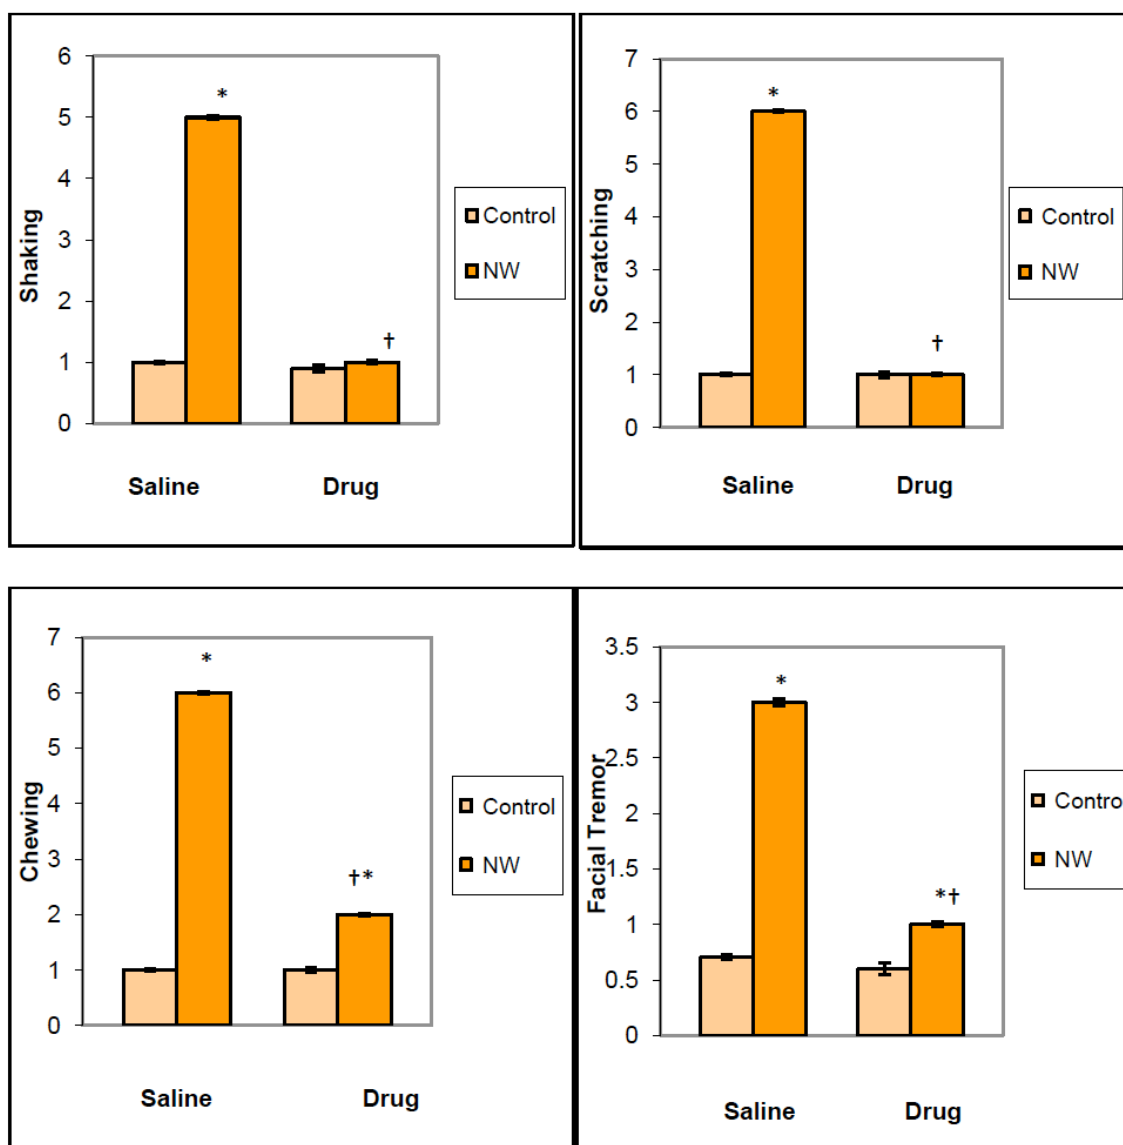 6
5
4
3
2
1
0
Shaking
*
†
Control
NW
Saline Drug
7
6
5
4
3
2
1
0
Scratching
*
†
Control
NW
Saline Drug
7
6
5
4
3
2
1
0
Chewing
*
†*
Control
NW
Saline Drug
3.5
3
2.5
2
1.5
1
0.5
0
Facial Tremor
*
*†
Contro
NW
Saline Drug